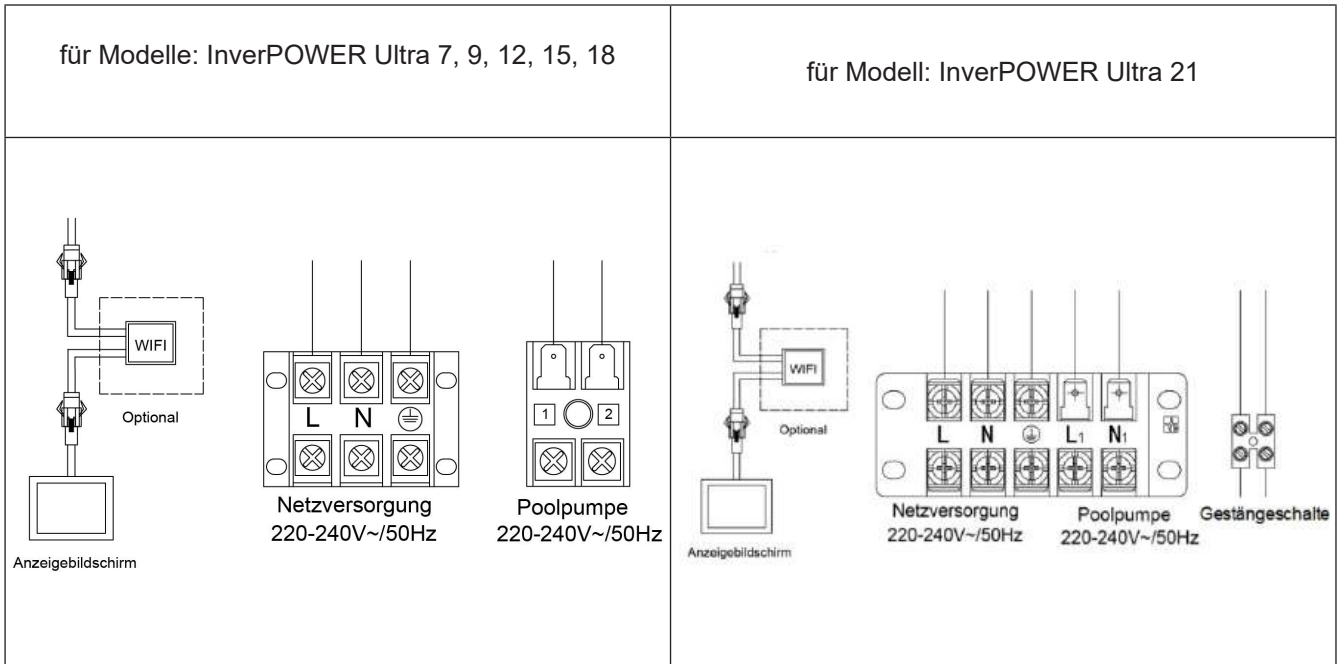 für Modelle: InverPOWER Ultra 7, 9, 12, 15, 18
für Modell: InverPOWER Ultra 21
WIFI
Optional
L N
1 2
Netzversorgung
220-240V~/50Hz
Poolpumpe
220-240V~/50Hz
Anzeigebildschirm
WIFI
Optional
L N L1 N1
Netzversorgung
220-240V~/50Hz
Poolpumpe
220-240V~/50Hz
Gestängeschalte
Anzeigebildschirm